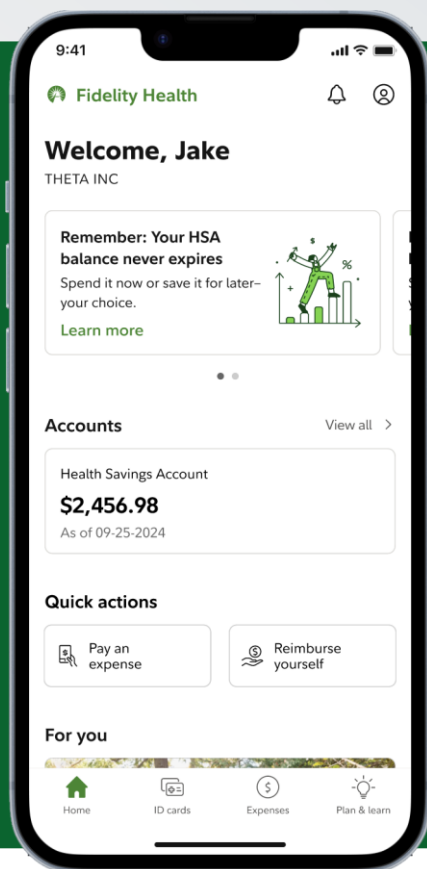 9:41
Fidelity Health
Welcome, Jake
THETA INC
Remember: Your HSA
balance never expires
Spend it now or save it for later–
your choice.
Learn more
$
%
+
Accounts
View all >
Health Savings Account
$2,456.98
As of 09-25-2024
Quick actions
Pay an
expense
Reimburse
yourself
For you
Home
ID cards
Expenses
Plan & learn